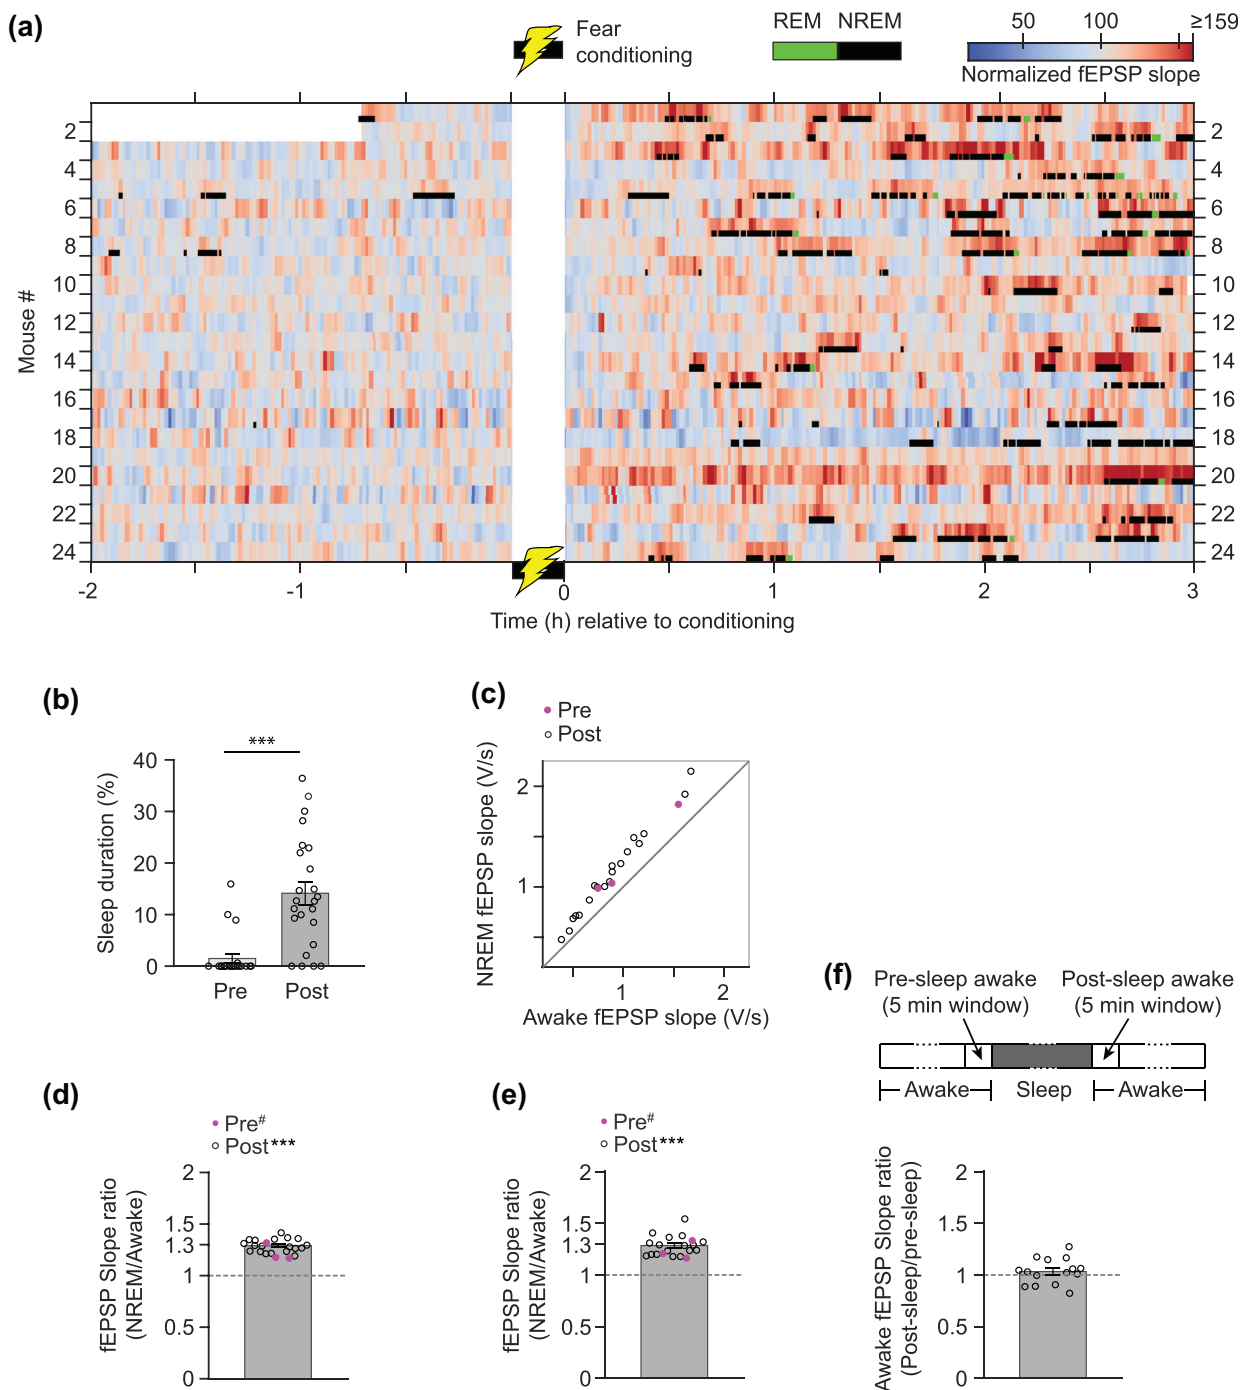 (a)
Fear
conditioning
REM NREM
50 100 ≥159
Normalized fEPSP slope
Mouse #
2 4 6 8 10 12 14 16 18 20 22 24
2 4 6 8 10 12 14 16 18 20 22 24
-2 -1 0 1 2 3
Time (h) relative to conditioning
(b)
***
Sleep duration (%)
40
30
20
10
0
Pre Post
(c)
Pre
Post
NREM fEPSP slope (V/s)
2
1
1 2
Awake fEPSP slope (V/s)
(d)
Pre#
Post***
fEPSP Slope ratio
(NREM/Awake)
2
1.5
1.3
1
0.5
0
(e)
Pre#
Post***
fEPSP Slope ratio
(NREM/Awake)
2
1.5
1.3
1
0.5
0
(f)
Pre-sleep awake
(5 min window)
Post-sleep awake
(5 min window)
Awake Sleep Awake
Awake fEPSP Slope ratio
(Post-sleep/pre-sleep)
2
1.5
1
0.5
0